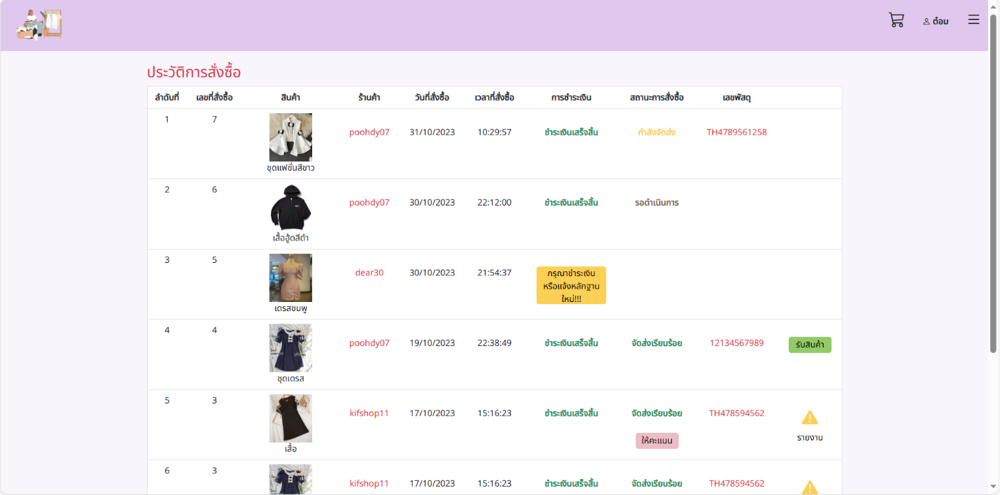 ต๋อม
ประวัติการสั่งซื้อ
ลำดับที่ เลขที่สั่งซื้อ สินค้า ร้านค้า วันที่สั่งซื้อ เวลาที่สั่งซื้อ การชำระเงิน สถานะการสั่งซื้อ เลขพัสดุ
1 7 poohdy07 31/10/2023 10:29:57 ชำระเงินเสร็จสิ้น กำลังจัดส่ง TH4789561258
ชุดแฟชั่นสีขาว
2 6 poohdy07 30/10/2023 22:12:00 ชำระเงินเสร็จสิ้น รอดำเนินการ
เสื้อฮู้ดสีดำ
3 5 dear30 30/10/2023 21:54:37 กรุณาชำระเงิน
หรือแจ้งหลักฐาน
ใหม่!!!
เดรสชมพู
4 4 poohdy07 19/10/2023 22:38:49 ชำระเงินเสร็จสิ้น จัดส่งเรียบร้อย 12134567989 รับสินค้า
ชุดเดรส
5 3 kifshop11 17/10/2023 15:16:23 ชำระเงินเสร็จสิ้น จัดส่งเรียบร้อย TH478594562
ให้คะแนน รายงาน
เสื้อ
6 3 kifshop11 17/10/2023 15:16:23 ชำระเงินเสร็จสิ้น จัดส่งเรียบร้อย TH478594562